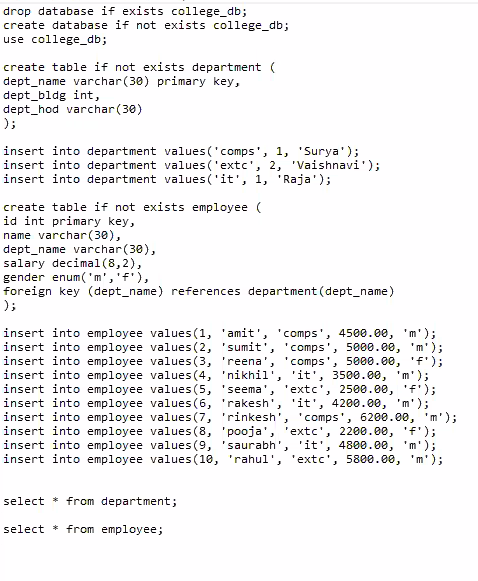 drop database if exists college_db;
create database if not exists college_db;
use college_db;
create table if not exists department (
dept_name varchar(30) primary key,
dept_bldg int,
dept_hod varchar(30)
);
insert into department values('comps', 1, 'Surya');
insert into department values('extc', 2, 'Vaishnavi');
insert into department values('it', 1, 'Raja');
create table if not exists employee (
id int primary key,
name varchar(30),
dept_name varchar(30),
salary decimal(8,2),
gender enum('m','f'),
foreign key (dept_name) references department(dept_name)
);
insert into employee values(1, 'amit', 'comps', 4500.00, 'm');
insert into employee values(2, 'sumit', 'comps', 5000.00, 'm');
insert into employee values(3, 'reena', 'comps', 5000.00, 'f');
insert into employee values(4, 'nikhil', 'it', 3500.00, 'm');
insert into employee values(5, 'seema', 'extc', 2500.00, 'f');
insert into employee values(6, 'rakesh', 'it', 4200.00, 'm');
insert into employee values(7, 'rinkesh', 'comps', 6200.00, 'm');
insert into employee values(8, 'pooja', 'extc', 2200.00, 'f');
insert into employee values(9, 'saurabh', 'it', 4800.00, 'm');
insert into employee values(10, 'rahul', 'extc', 5800.00, 'm');
select * from department;
select * from employee;